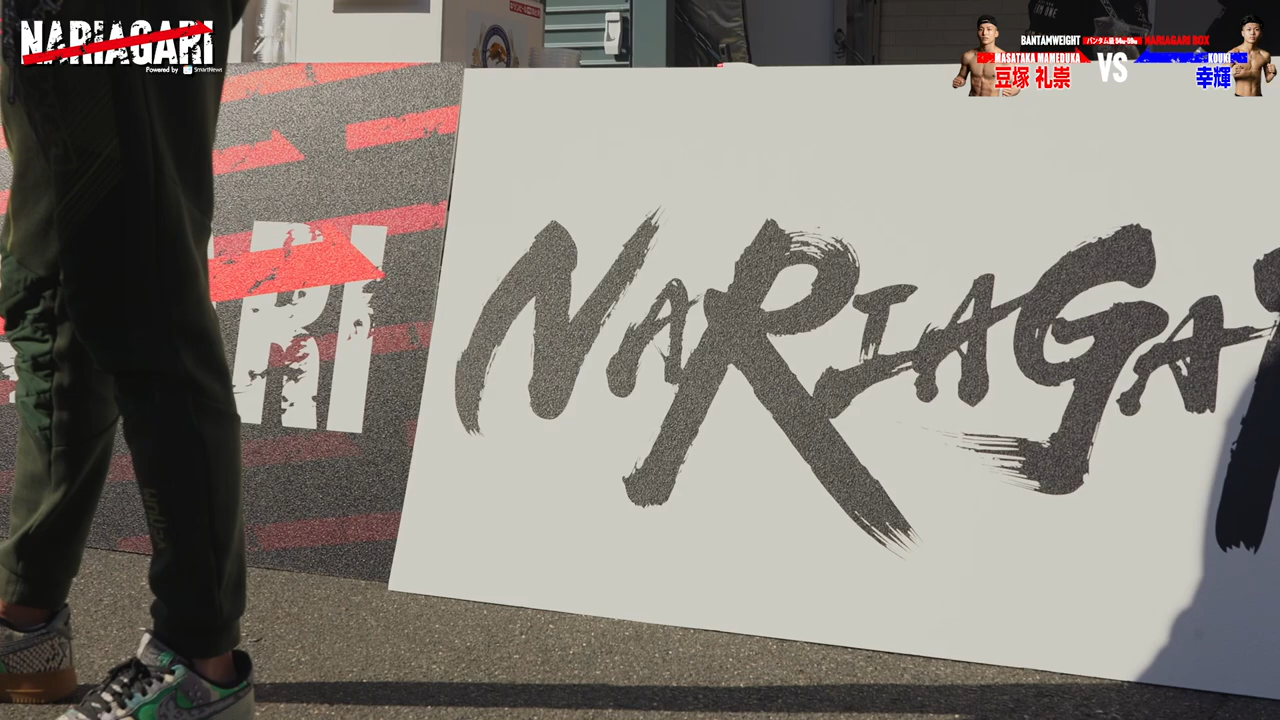 NARIAGARI
Powered by SmartNews
BANTAMWEIGHT バンタム級 NARIAGARI BOX
MASATAKA MAMEDUKA
豆塚 礼崇
VS
KOUKI
幸輝
RI
NARIAGA